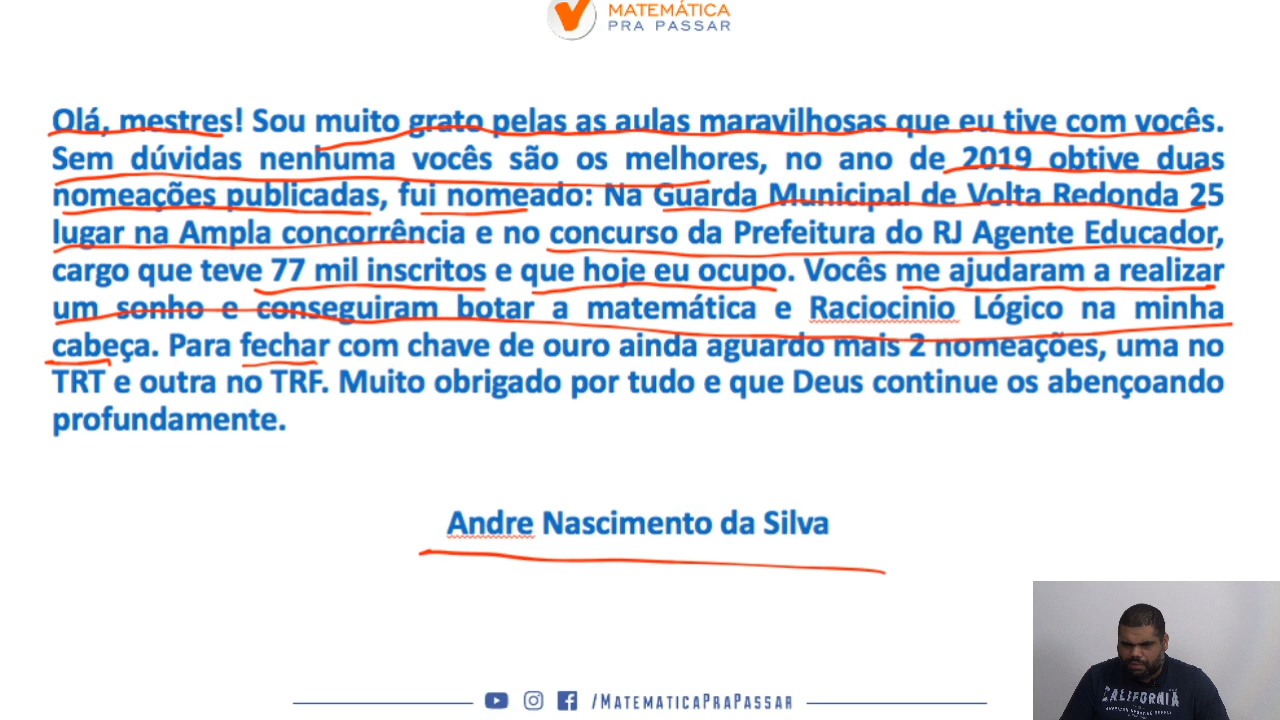 MATEMÁTICA
PRA PASSAR
Olá, mestres! Sou muito grato pelas as aulas maravilhosas que eu tive com vocês.
Sem dúvidas nenhuma vocês são os melhores, no ano de 2019 obtive duas
nomeações publicadas, fui nomeado: Na Guarda Municipal de Volta Redonda 25
lugar na Ampla concorrência e no concurso da Prefeitura do RJ Agente Educador,
cargo que teve 77 mil inscritos e que hoje eu ocupo. Vocês me ajudaram a realizar
um sonho e conseguiram botar a matemática e Raciocinio Lógico na minha
cabeça. Para fechar com chave de ouro ainda aguardo mais 2 nomeações, uma no
TRT e outra no TRF. Muito obrigado por tudo e que Deus continue os abençoando
profundamente.
Andre Nascimento da Silva
CALIFORNIA
/MATEMATICAPRAPASSAR